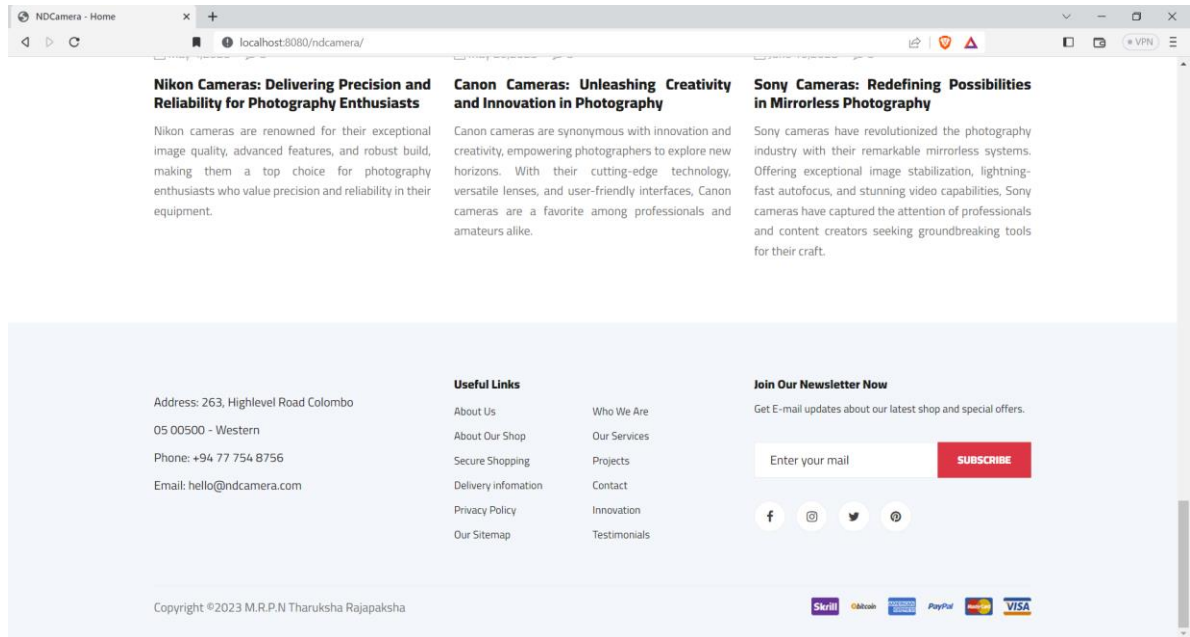 NDCamera - Home
localhost:8080/ndcamera/
VPN
Nikon Cameras: Delivering Precision and
Reliability for Photography Enthusiasts
Nikon cameras are renowned for their exceptional
image quality, advanced features, and robust build,
making them a top choice for photography
enthusiasts who value precision and reliability in their
equipment.
Canon Cameras: Unleashing Creativity
and Innovation in Photography
Canon cameras are synonymous with innovation and
creativity, empowering photographers to explore new
horizons. With their cutting-edge technology,
versatile lenses, and user-friendly interfaces, Canon
cameras are a favorite among professionals and
amateurs alike.
Sony Cameras: Redefining Possibilities
in Mirrorless Photography
Sony cameras have revolutionized the photography
industry with their remarkable mirrorless systems.
Offering exceptional image stabilization, lightning-
fast autofocus, and stunning video capabilities, Sony
cameras have captured the attention of professionals
and content creators seeking groundbreaking tools
for their craft.
Address: 263, Highlevel Road Colombo
05 00500 - Western
Phone: +94 77 754 8756
Email: hello@ndcamera.com
Useful Links
About Us
About Our Shop
Secure Shopping
Delivery infomation
Privacy Policy
Our Sitemap
Who We Are
Our Services
Projects
Contact
Innovation
Testimonials
Join Our Newsletter Now
Get E-mail updates about our latest shop and special offers.
Enter your mail
SUBSCRIBE
Copyright ©2023 M.R.P.N Tharuksha Rajapaksha
Skrill
bitcoin
PayPal
MasterCard
VISA